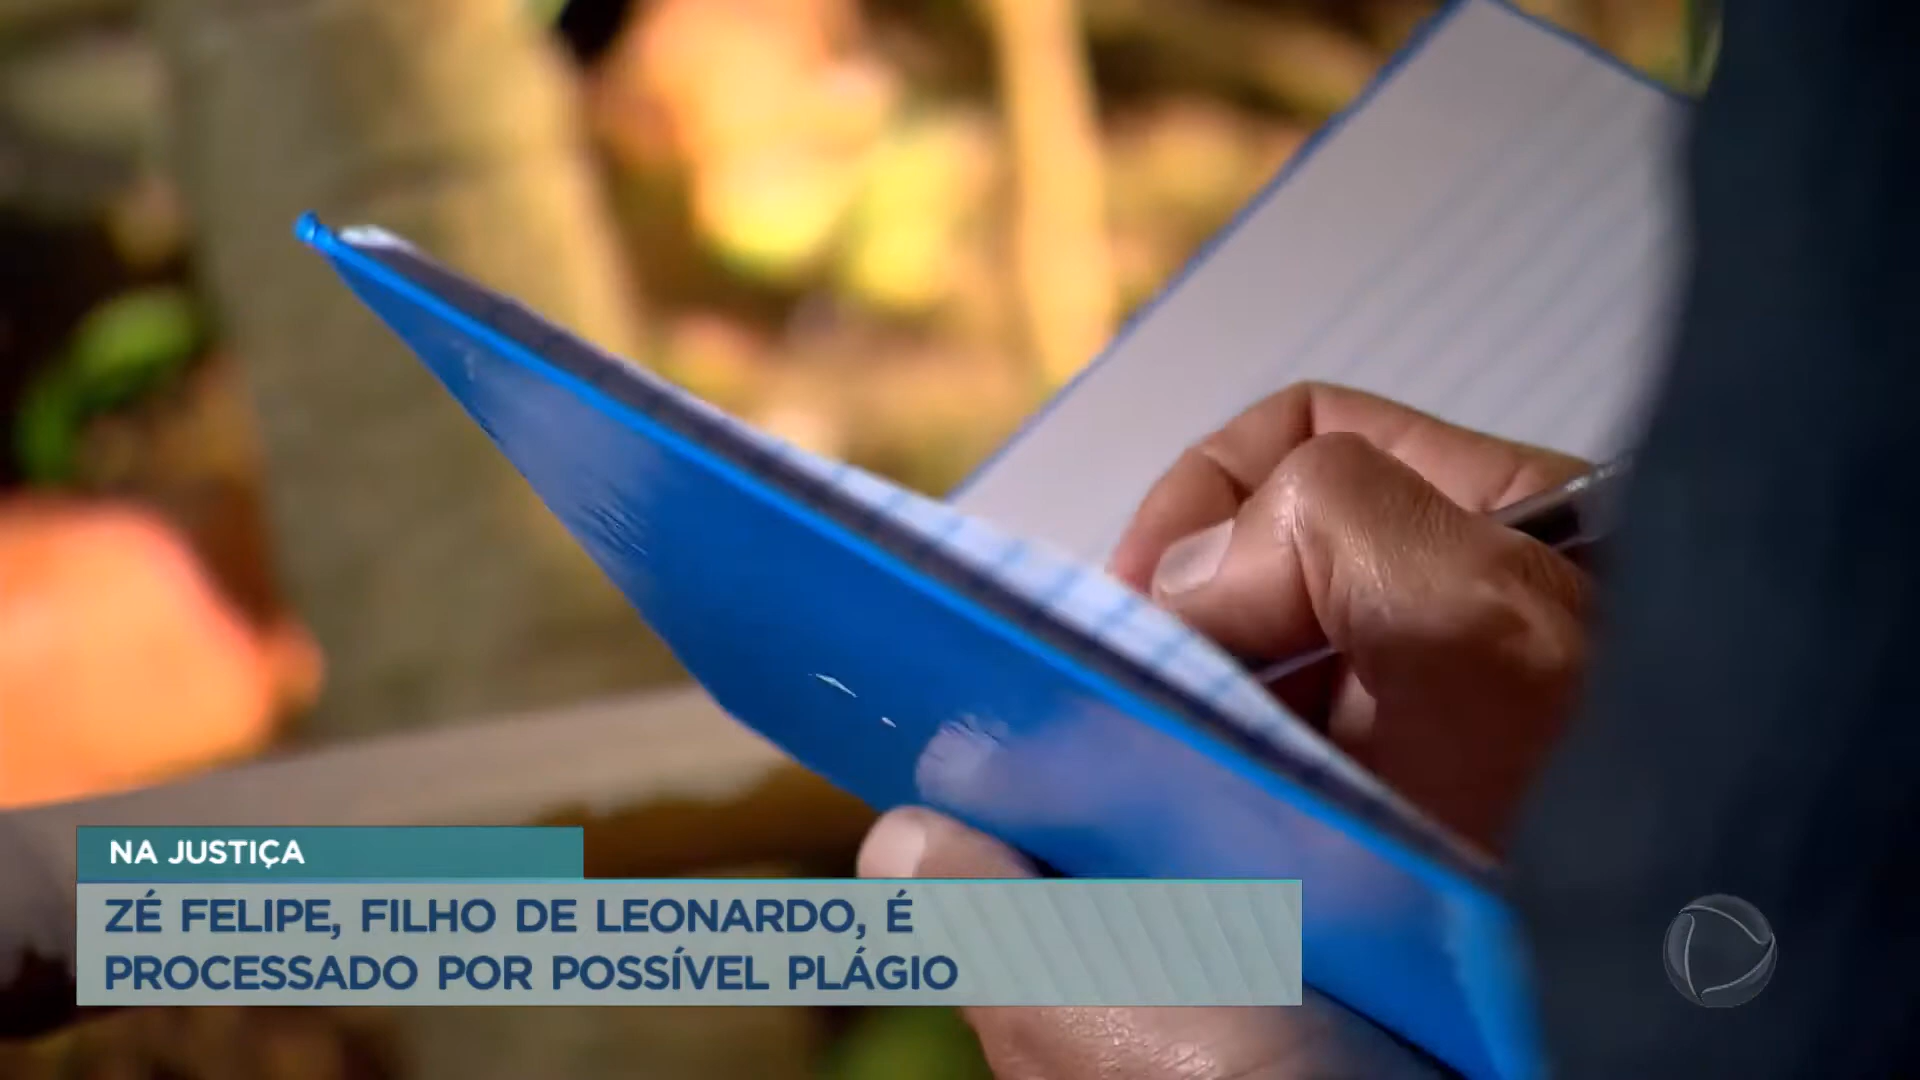 NA JUSTIÇA
ZÉ FELIPE, FILHO DE LEONARDO, É
PROCESSADO POR POSSÍVEL PLÁGIO